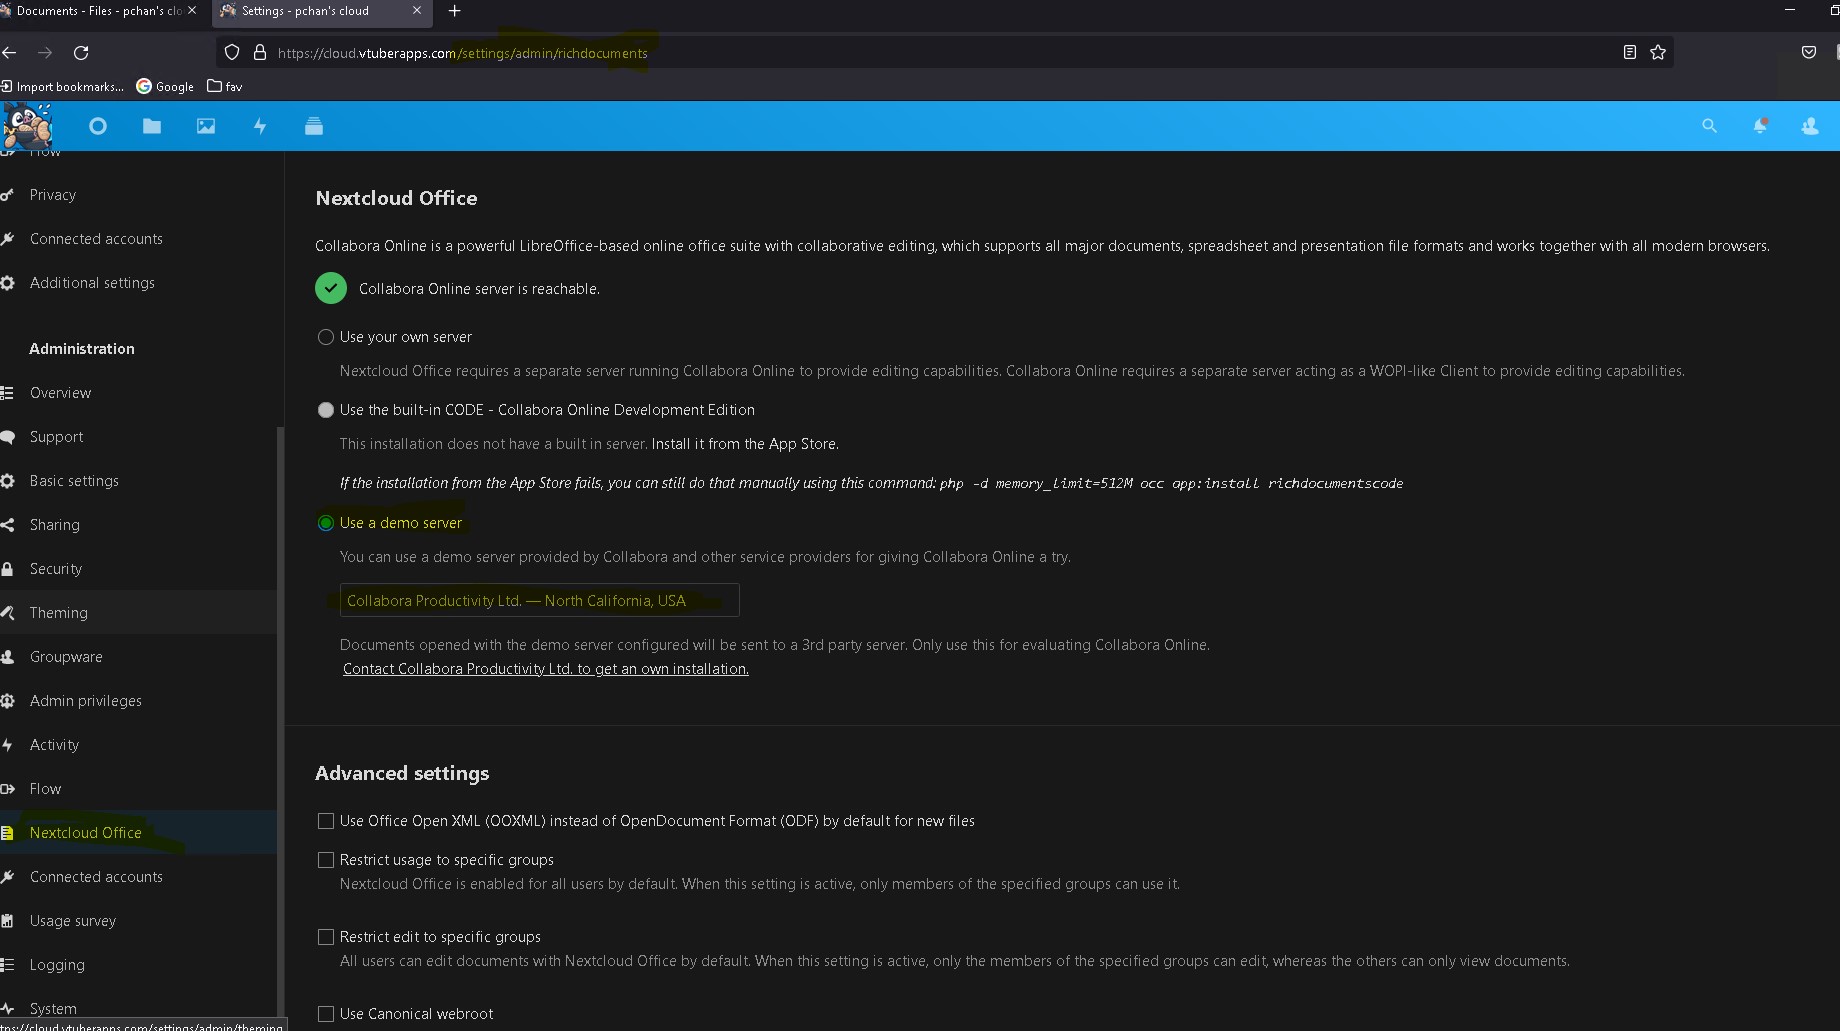 Documents - Files - pchan's clo
Settings - pchan's cloud
https://cloud.vtuberapps.com/settings/admin/richdocuments
Import bookmarks...
Google
fav
Flow
Privacy
Connected accounts
Additional settings
Administration
Overview
Support
Basic settings
Sharing
Security
Theming
Groupware
Admin privileges
Activity
Flow
Nextcloud Office
Connected accounts
Usage survey
Logging
System
tps://cloud.vtuberapps.com/settings/admin/theming
Nextcloud Office
Collabora Online is a powerful LibreOffice-based online office suite with collaborative editing, which supports all major documents, spreadsheet and presentation file formats and works together with all modern browsers.
Collabora Online server is reachable.
Use your own server
Nextcloud Office requires a separate server running Collabora Online to provide editing capabilities. Collabora Online requires a separate server acting as a WOPI-like Client to provide editing capabilities.
Use the built-in CODE - Collabora Online Development Edition
This installation does not have a built in server. Install it from the App Store.
If the installation from the App Store fails, you can still do that manually using this command: php -d memory_limit=512M occ app:install richdocumentscode
Use a demo server
You can use a demo server provided by Collabora and other service providers for giving Collabora Online a try.
Collabora Productivity Ltd. — North California, USA
Documents opened with the demo server configured will be sent to a 3rd party server. Only use this for evaluating Collabora Online.
Contact Collabora Productivity Ltd. to get an own installation.
Advanced settings
Use Office Open XML (OOXML) instead of OpenDocument Format (ODF) by default for new files
Restrict usage to specific groups
Nextcloud Office is enabled for all users by default. When this setting is active, only members of the specified groups can use it.
Restrict edit to specific groups
All users can edit documents with Nextcloud Office by default. When this setting is active, only the members of the specified groups can edit, whereas the others can only view documents.
Use Canonical webroot